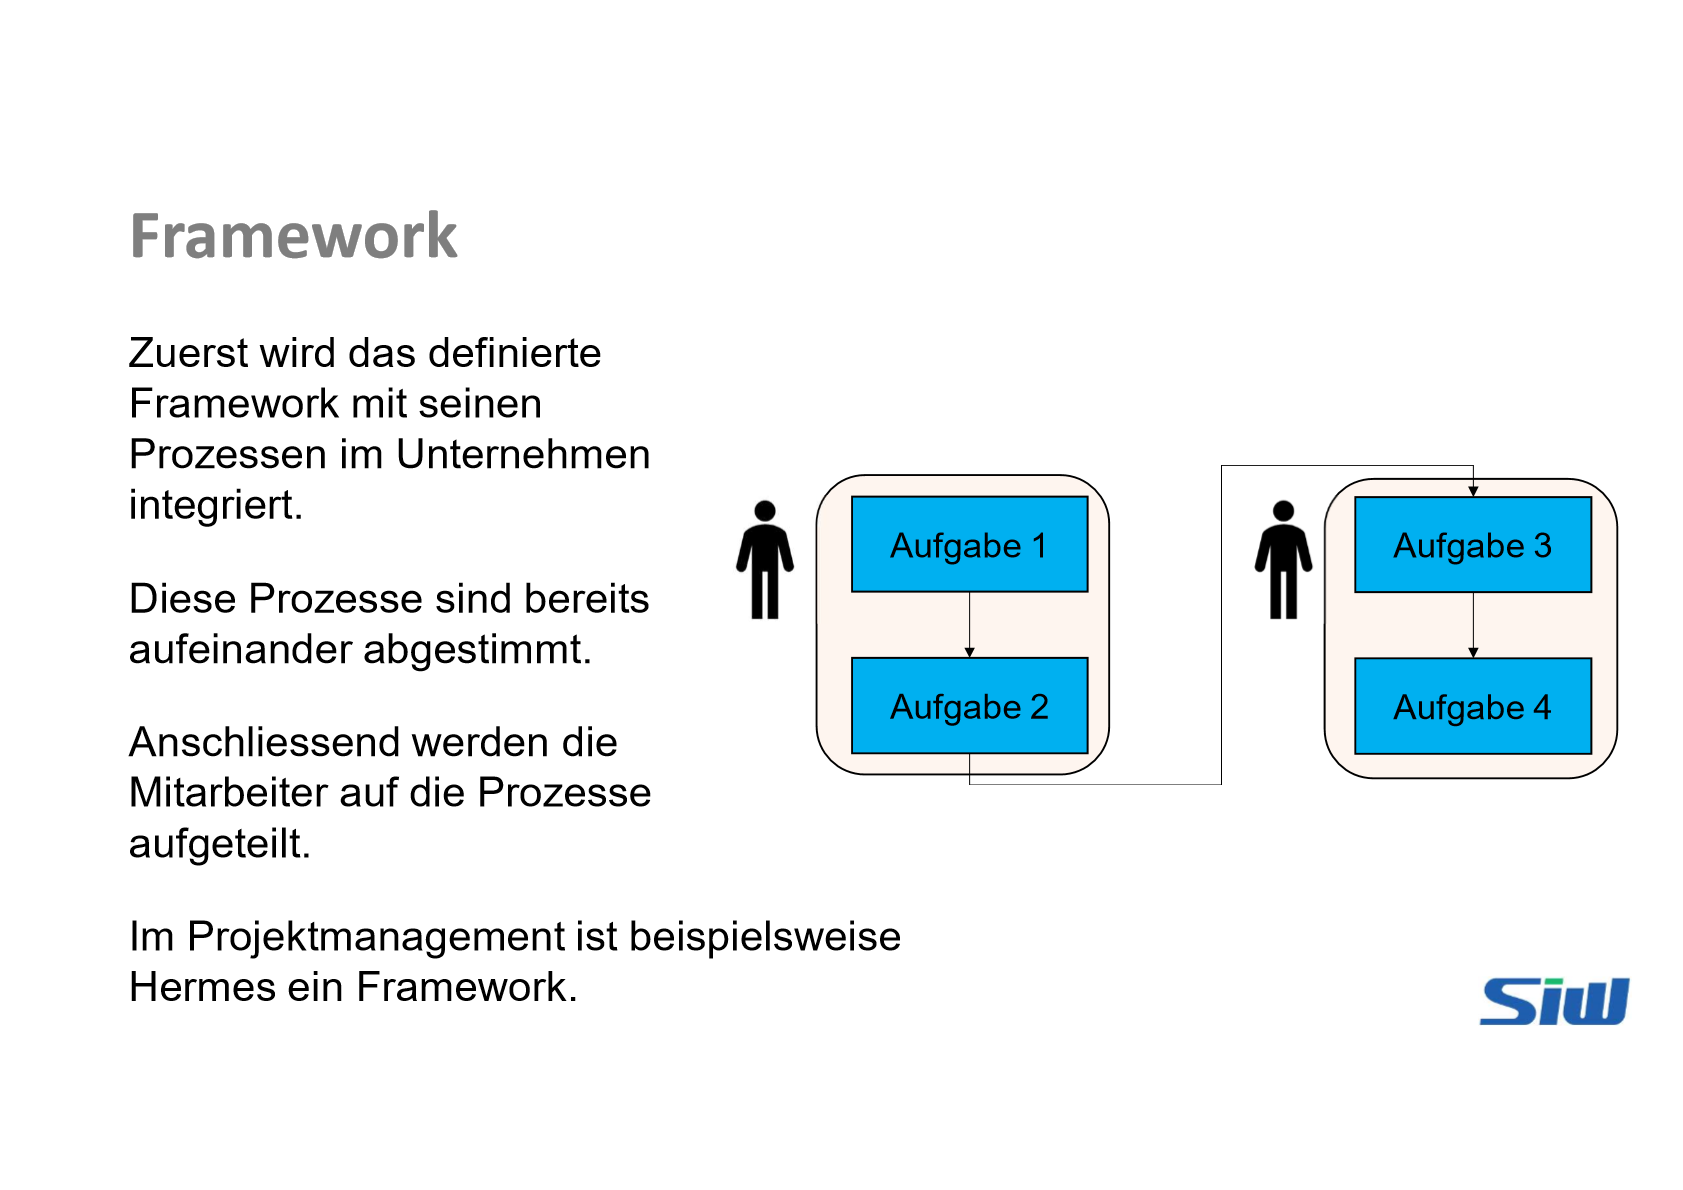 Framework
Zuerst wird das definierte
Framework mit seinen
Prozessen im Unternehmen
integriert.
Diese Prozesse sind bereits
aufeinander abgestimmt.
Anschliessend werden die
Mitarbeiter auf die Prozesse
aufgeteilt.
Im Projektmanagement ist beispielsweise
Hermes ein Framework.
Aufgabe 1
Aufgabe 2
Aufgabe 3
Aufgabe 4
Siw